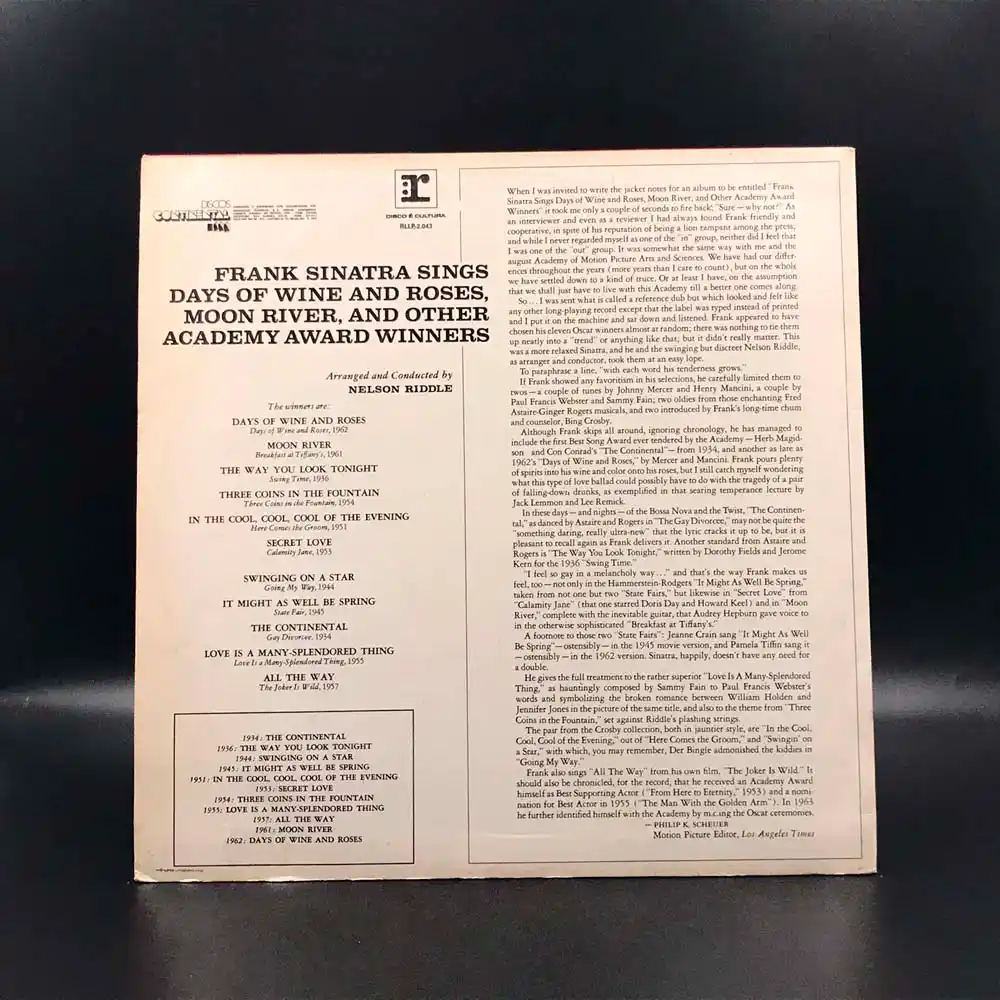 DISCOS
CONTINENTAL
DISCO É CULTURA
RLLP-2.043
FRANK SINATRA SINGS
DAYS OF WINE AND ROSES,
MOON RIVER, AND OTHER
ACADEMY AWARD WINNERS
Arranged and Conducted by
NELSON RIDDLE
The winners are:
DAYS OF WINE AND ROSES
Days of Wine and Roses, 1962
MOON RIVER
Breakfast at Tiffany's, 1961
THE WAY YOU LOOK TONIGHT
Swing Time, 1936
THREE COINS IN THE FOUNTAIN
Three Coins in the Fountain, 1954
IN THE COOL, COOL, COOL OF THE EVENING
Here Comes the Groom, 1951
SECRET LOVE
Calamity Jane, 1953
SWINGING ON A STAR
Going My Way, 1944
IT MIGHT AS WELL BE SPRING
State Fair, 1945
THE CONTINENTAL
Gay Divorcee, 1934
LOVE IS A MANY-SPLENDORED THING
Love Is a Many-Splendored Thing, 1955
ALL THE WAY
The Joker Is Wild, 1957
1934: THE CONTINENTAL
1936: THE WAY YOU LOOK TONIGHT
1944: SWINGING ON A STAR
1945: IT MIGHT AS WELL BE SPRING
1951: IN THE COOL, COOL, COOL OF THE EVENING
1953: SECRET LOVE
1954: THREE COINS IN THE FOUNTAIN
1955: LOVE IS A MANY-SPLENDORED THING
1957: ALL THE WAY
1961: MOON RIVER
1962: DAYS OF WINE AND ROSES
When I was invited to write the jacket notes for an album to be entitled "Frank
Sinatra Sings Days of Wine and Roses, Moon River, and Other Academy Award
Winners" it took me only a couple of seconds to fire back: "Sure—why not?" As
an interviewer and even as a reviewer I had always found Frank friendly and
cooperative, in spite of his reputation of being a lion rampant among the press,
and while I never regarded myself as one of the "in" group, neither did I feel that
I was one of the "out" group. It was somewhat the same way with me and the
august Academy of Motion Picture Arts and Sciences. We have had our differ-
ences throughout the years (more years than I care to count), but on the whole
we have settled down to a kind of truce. Or at least I have, on the assumption
that we shall just have to live with this Academy till a better one comes along.
So... I was sent what is called a reference dub but which looked and felt like
any other long-playing record except that the label was typed instead of printed
and I put it on the machine and sat down and listened. Frank appeared to have
chosen his eleven Oscar winners almost at random; there was nothing to tie them
up neatly into a "trend" or anything like that; but it didn't really matter. This
was a more relaxed Sinatra, and he and the swinging but discreet Nelson Riddle,
as arranger and conductor, took them at an easy lope.
To paraphrase a line, "with each word his tenderness grows."
If Frank showed any favoritism in his selections, he carefully limited them to
twos—a couple of tunes by Johnny Mercer and Henry Mancini, a couple by
Paul Francis Webster and Sammy Fain; two oldies from those enchanting Fred
Astaire-Ginger Rogers musicals, and two introduced by Frank's long-time chum
and counselor, Bing Crosby.
Although Frank skips all around, ignoring chronology, he has managed to
include the first Best Song Award ever tendered by the Academy—Herb Magid-
son and Con Conrad's "The Continental"—from 1934, and another as late as
1962's "Days of Wine and Roses," by Mercer and Mancini. Frank pours plenty
of spirits into his wine and color onto his roses, but I still catch myself wondering
what this type of love ballad could possibly have to do with the tragedy of a pair
of falling-down drunks, as exemplified in that searing temperance lecture by
Jack Lemmon and Lee Remick.
In these days—and nights—of the Bossa Nova and the Twist, "The Continen-
tal," as danced by Astaire and Rogers in "The Gay Divorcee," may not be quite the
"something daring, really ultra-new" that the lyric cracks it up to be, but it is
pleasant to recall again as Frank delivers it. Another standard from Astaire and
Rogers is "The Way You Look Tonight," written by Dorothy Fields and Jerome
Kern for the 1936 "Swing Time."
"I feel so gay in a melancholy way..." and that's the way Frank makes us
feel, too—not only in the Hammerstein-Rodgers "It Might As Well Be Spring,"
taken from not one but two "State Fairs," but likewise in "Secret Love" from
"Calamity Jane" (that one starred Doris Day and Howard Keel) and in "Moon
River," complete with the inevitable guitar, that Audrey Hepburn gave voice to
in the otherwise sophisticated "Breakfast at Tiffany's."
A footnote to those two "State Fairs": Jeanne Crain sang "It Might As Well
Be Spring"—ostensibly—in the 1945 movie version, and Pamela Tiffin sang it
—ostensibly—in the 1962 version. Sinatra, happily, doesn't have any need for
a double.
He gives the full treatment to the rather superior "Love Is A Many-Splendored
Thing," as hauntingly composed by Sammy Fain to Paul Francis Webster's
words and symbolizing the broken romance between William Holden and
Jennifer Jones in the picture of the same title, and also to the theme from "Three
Coins in the Fountain," set against Riddle's plashing strings.
The pair from the Crosby collection, both in jauntier style, are "In the Cool,
Cool, Cool of the Evening," out of "Here Comes the Groom," and "Swingin' on
a Star," with which, you may remember, Der Bingle admonished the kiddies in
"Going My Way."
Frank also sings "All The Way" from his own film, "The Joker Is Wild." It
should also be chronicled, for the record, that he received an Academy Award
himself as Best Supporting Actor ("From Here to Eternity," 1953) and a nomi-
nation for Best Actor in 1955 ("The Man With the Golden Arm"). In 1963
he further identified himself with the Academy by m.c.ing the Oscar ceremonies.
— PHILIP K. SCHEUER
Motion Picture Editor, Los Angeles Times